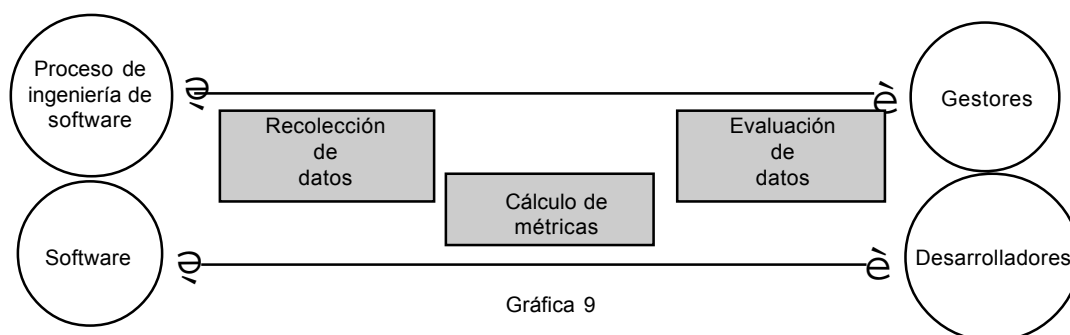 Proceso de
ingeniería de
software
è
Recolección
de
datos
Evaluación
de
datos
è
Gestores
Cálculo de
métricas
Software
è
è
Desarrolladores
Gráfica 9